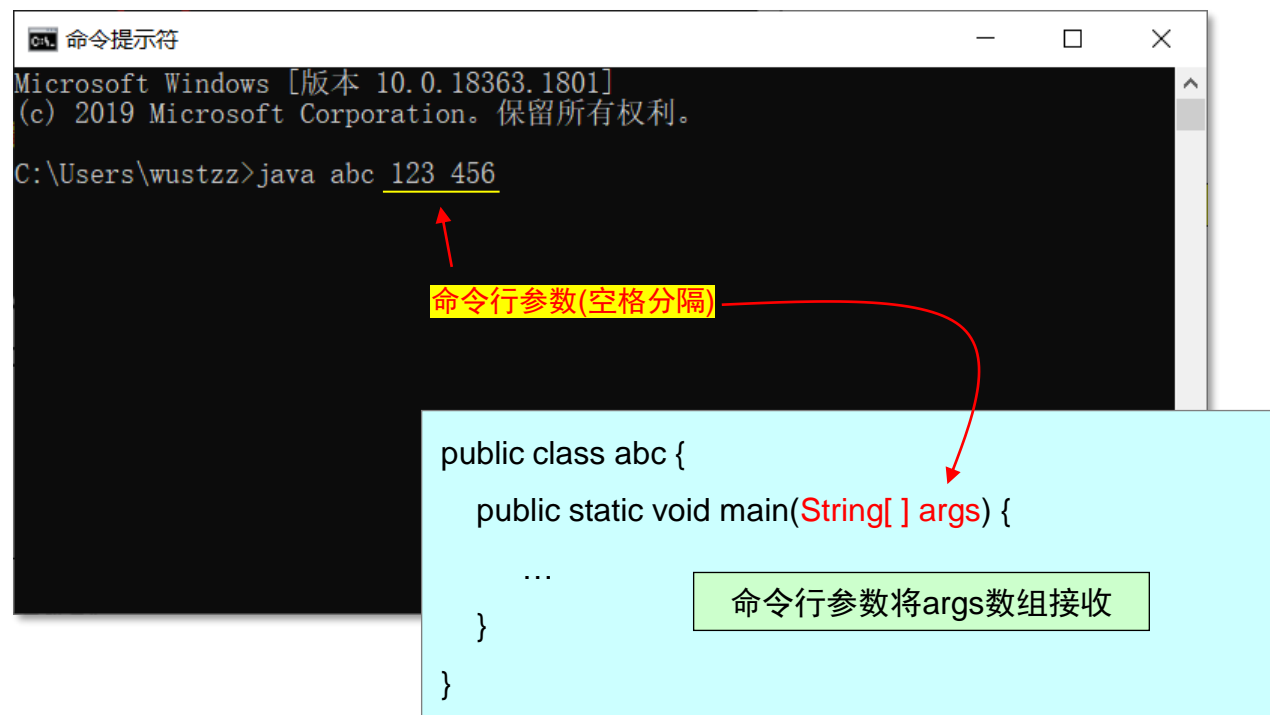 命令提示符
Microsoft Windows [版本 10.0.18363.1801]
(c) 2019 Microsoft Corporation。保留所有权利。
C:\Users\wustzz>java abc 123 456
命令行参数(空格分隔)
public class abc {
public static void main(String[ ] args) {
…
命令行参数将args数组接收
}
}